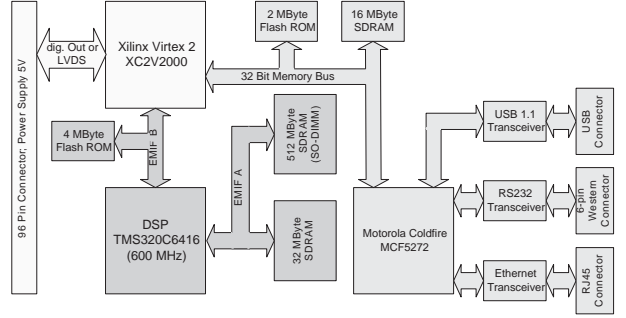 96 Pin Connector; Power Supply 5V
dig. Out or
LVDS
Xilinx Virtex 2
XC2V2000
2 MByte
Flash ROM
16 MByte
SDRAM
32 Bit Memory Bus
4 MByte
Flash ROM
EMIF B
EMIF A
512 MByte
SDRAM
(SO-DIMM)
32 MByte
SDRAM
DSP
TMS320C6416
(600 MHz)
Motorola Coldfire
MCF5272
USB 1.1
Transceiver
USB
Connector
RS232
Transceiver
6-pin
Western
Connector
Ethernet
Transceiver
RJ45
Connector